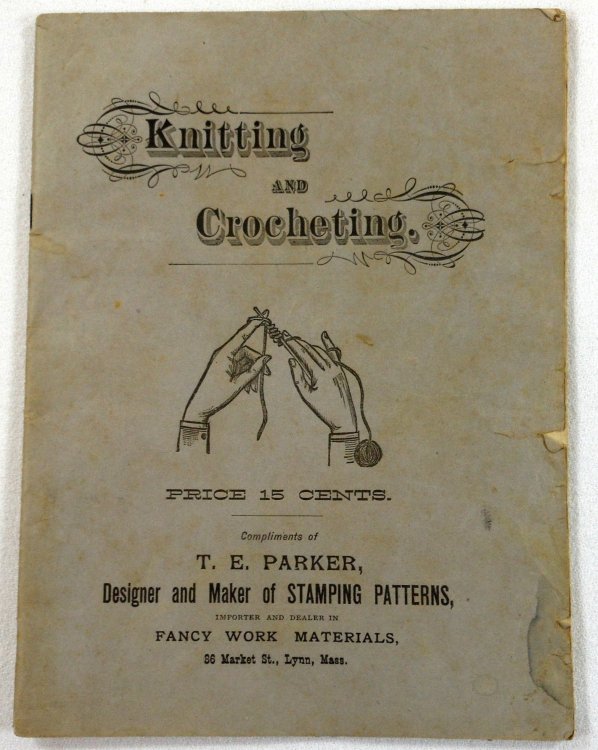 Knitting
AND
Crocheting.
PRICE 15 CENTS.
Compliments of
T. E. PARKER,
Designer and Maker of STAMPING PATTERNS,
IMPORTER AND DEALER IN
FANCY WORK MATERIALS,
Market St., Lynn, Mass.